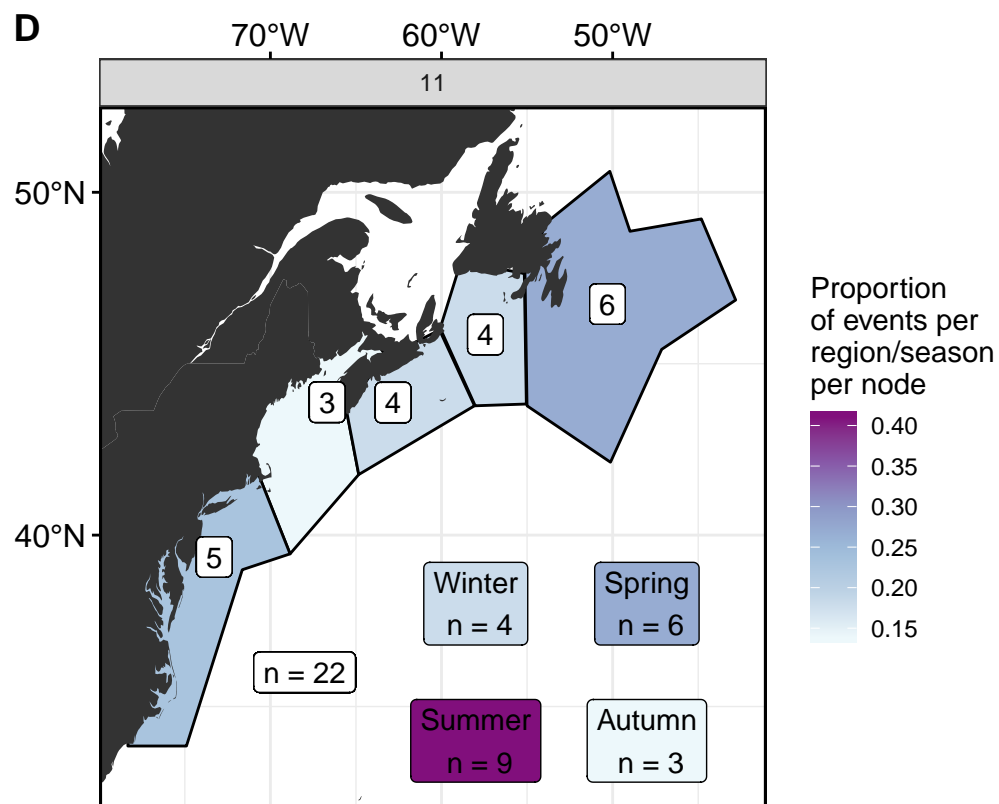 D
70°W 60°W 50°W
11
50°N
40°N
6
4
3
4
5
Winter
n = 4
Spring
n = 6
n = 22
Summer
n = 9
Autumn
n = 3
Proportion
of events per
region/season
per node
0.40
0.35
0.30
0.25
0.20
0.15